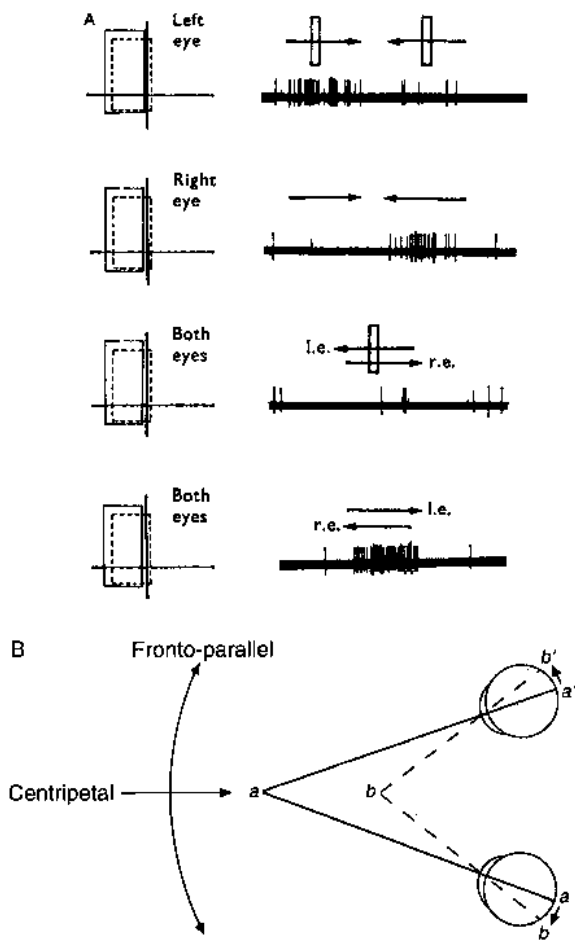 A
Left
eye
Right
eye
Both
eyes
l.e.
r.e.
Both
eyes
l.e.
r.e.
B
Fronto-parallel
Centripetal
a
b
b'
a'
a
b